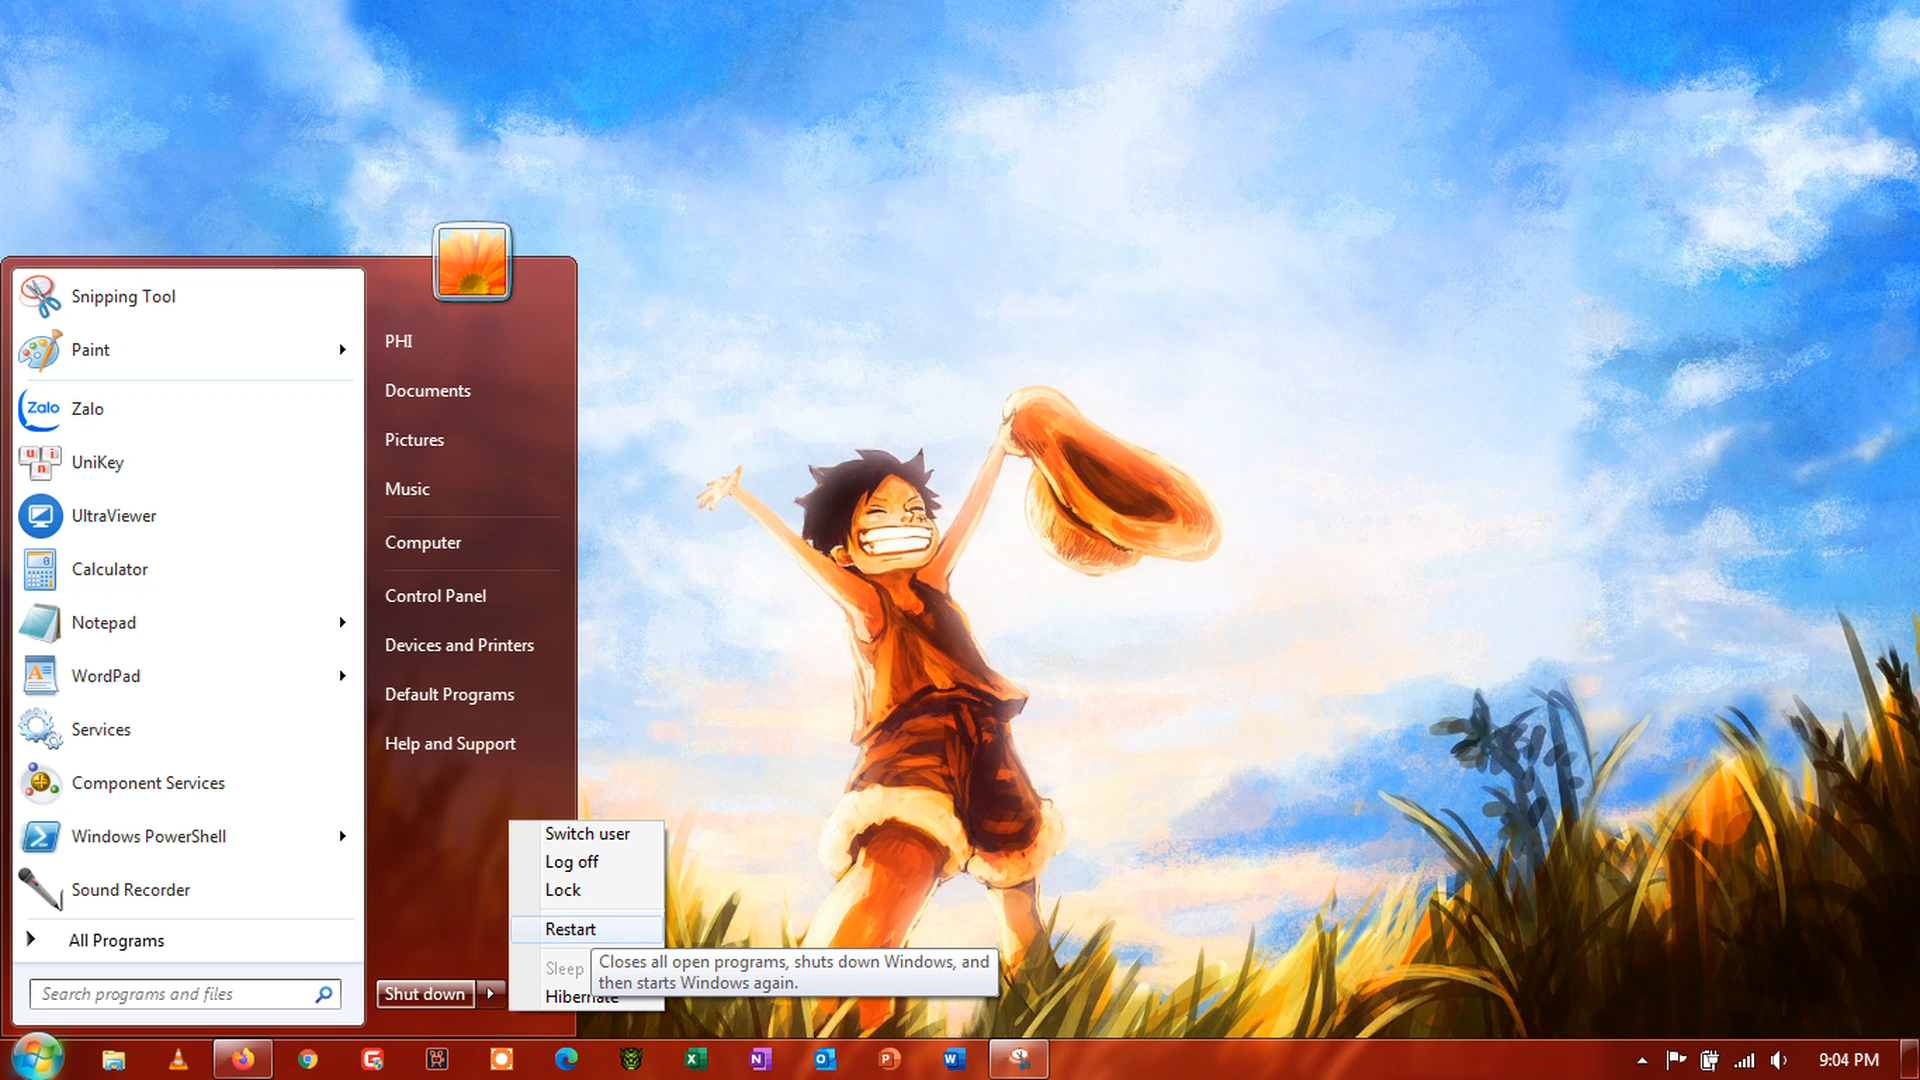 Snipping Tool
Paint
Zalo
Zalo
UniKey
UltraViewer
Calculator
Notepad
WordPad
Services
Component Services
Windows PowerShell
Sound Recorder
All Programs
Search programs and files
PHI
Documents
Pictures
Music
Computer
Control Panel
Devices and Printers
Default Programs
Help and Support
Shut down
Switch user
Log off
Lock
Restart
Sleep
Hibernate
Closes all open programs, shuts down Windows, and
then starts Windows again.
9:04 PM